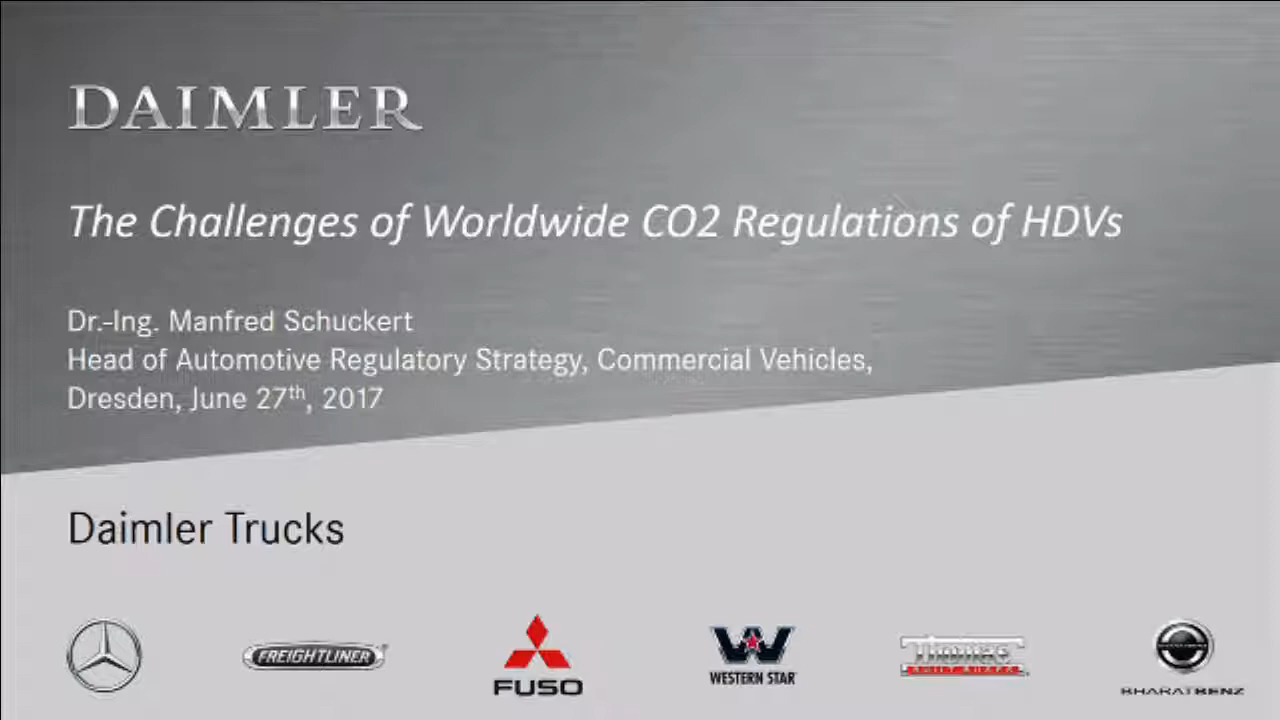 DAIMLER
The Challenges of Worldwide CO2 Regulations of HDVs
Dr.-Ing. Manfred Schuckert
Head of Automotive Regulatory Strategy, Commercial Vehicles,
Dresden, June 27th, 2017
Daimler Trucks
FREIGHTLINER
FUSO
WESTERN STAR
Thomas
BHARATBENZ